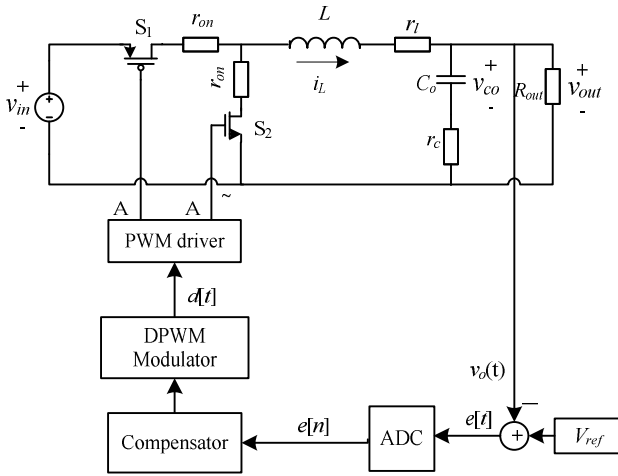 S1
ron
L
rl
ron
iL
Co
+
vco
-
Rout
+
vout
-
+
vin
-
+
-
S2
rc
A
A
~
PWM driver
d[t]
DPWM
Modulator
vo(t)
−
e[n]
e[t]
Compensator
ADC
+
Vref